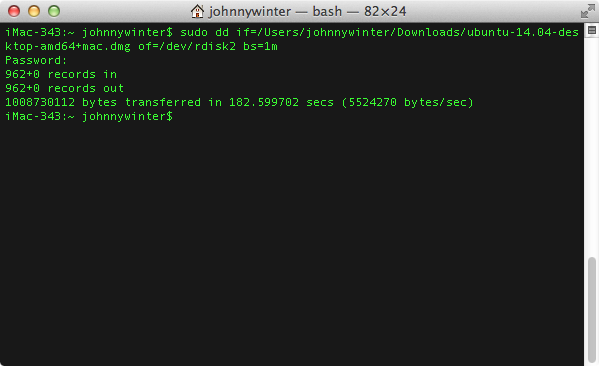 johnnywinter — bash — 82×24
iMac-343:~ johnnywinter$ sudo dd if=/Users/johnnywinter/Downloads/ubuntu-14.04-des
ktop-amd64+mac.dmg of=/dev/rdisk2 bs=1m
Password:
962+0 records in
962+0 records out
1008730112 bytes transferred in 182.599702 secs (5524270 bytes/sec)
iMac-343:~ johnnywinter$